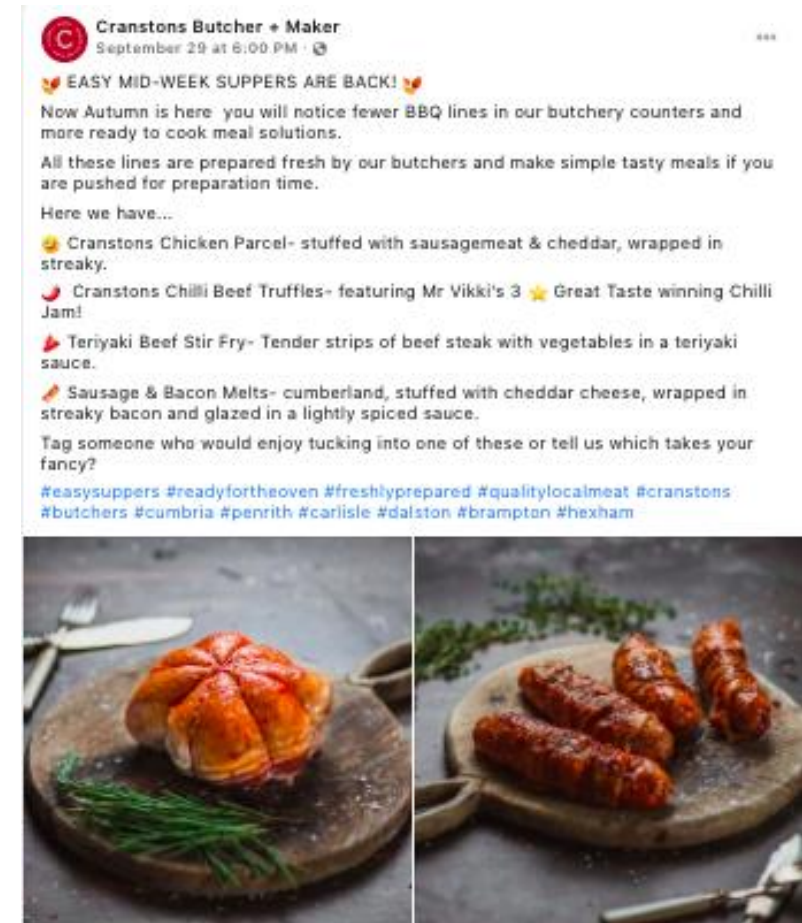 C
Cranstons Butcher + Maker
September 29 at 6:00 PM ·
🍁 EASY MID-WEEK SUPPERS ARE BACK! 🍁
Now Autumn is here  you will notice fewer BBQ lines in our butchery counters and
more ready to cook meal solutions.
All these lines are prepared fresh by our butchers and make simple tasty meals if you
are pushed for preparation time.
Here we have...
🤣 Cranstons Chicken Parcel- stuffed with sausagemeat & cheddar, wrapped in
streaky.
🌶 Cranstons Chilli Beef Truffles- featuring Mr Vikki's 3 ⭐ Great Taste winning Chilli
Jam!
Teriyaki Beef Stir Fry- Tender strips of beef steak with vegetables in a teriyaki
sauce.
🥓 Sausage & Bacon Melts- cumberland, stuffed with cheddar cheese, wrapped in
streaky bacon and glazed in a lightly spiced sauce.
Tag someone who would enjoy tucking into one of these or tell us which takes your
fancy?
#easysuppers #readyfortheoven #freshlyprepared #qualitylocalmeat #cranstons
#butchers #cumbria #penrith #carlisle #dalston #brampton #hexham